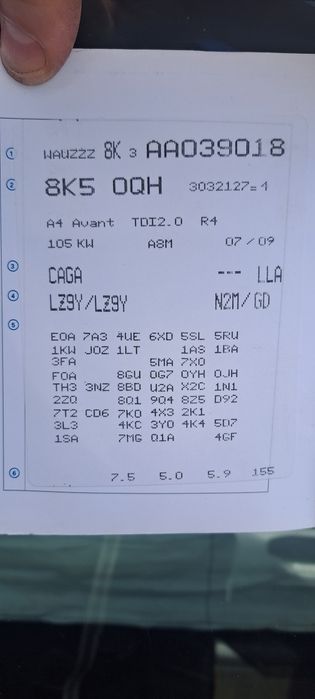 1 WAUZZZ 8K 3 AA039018
2 8K5 0QH 3032127=4
A4 Avant TDI2.0 R4
105 KW A8M 07/09
3 CAGA --- LLA
4 LZ9Y/LZ9Y N2M/GD
5
E0A 7A3 4UE 6XD 5SL 5RU
1KW J0Z 1LT 1AS 1BA
3FA 5MA 7X0
F0A 8GU 0G7 0YH 0JH
TH3 3NZ 8BD U2A X2C 1N1
2ZQ 8Q1 9Q4 8Z5 D92
7T2 CD6 7K0 4X3 2K1
3L3 4KC 3Y0 4K4 5D7
1SA 7MG Q1A 4GF
6 7.5 5.0 5.9 155